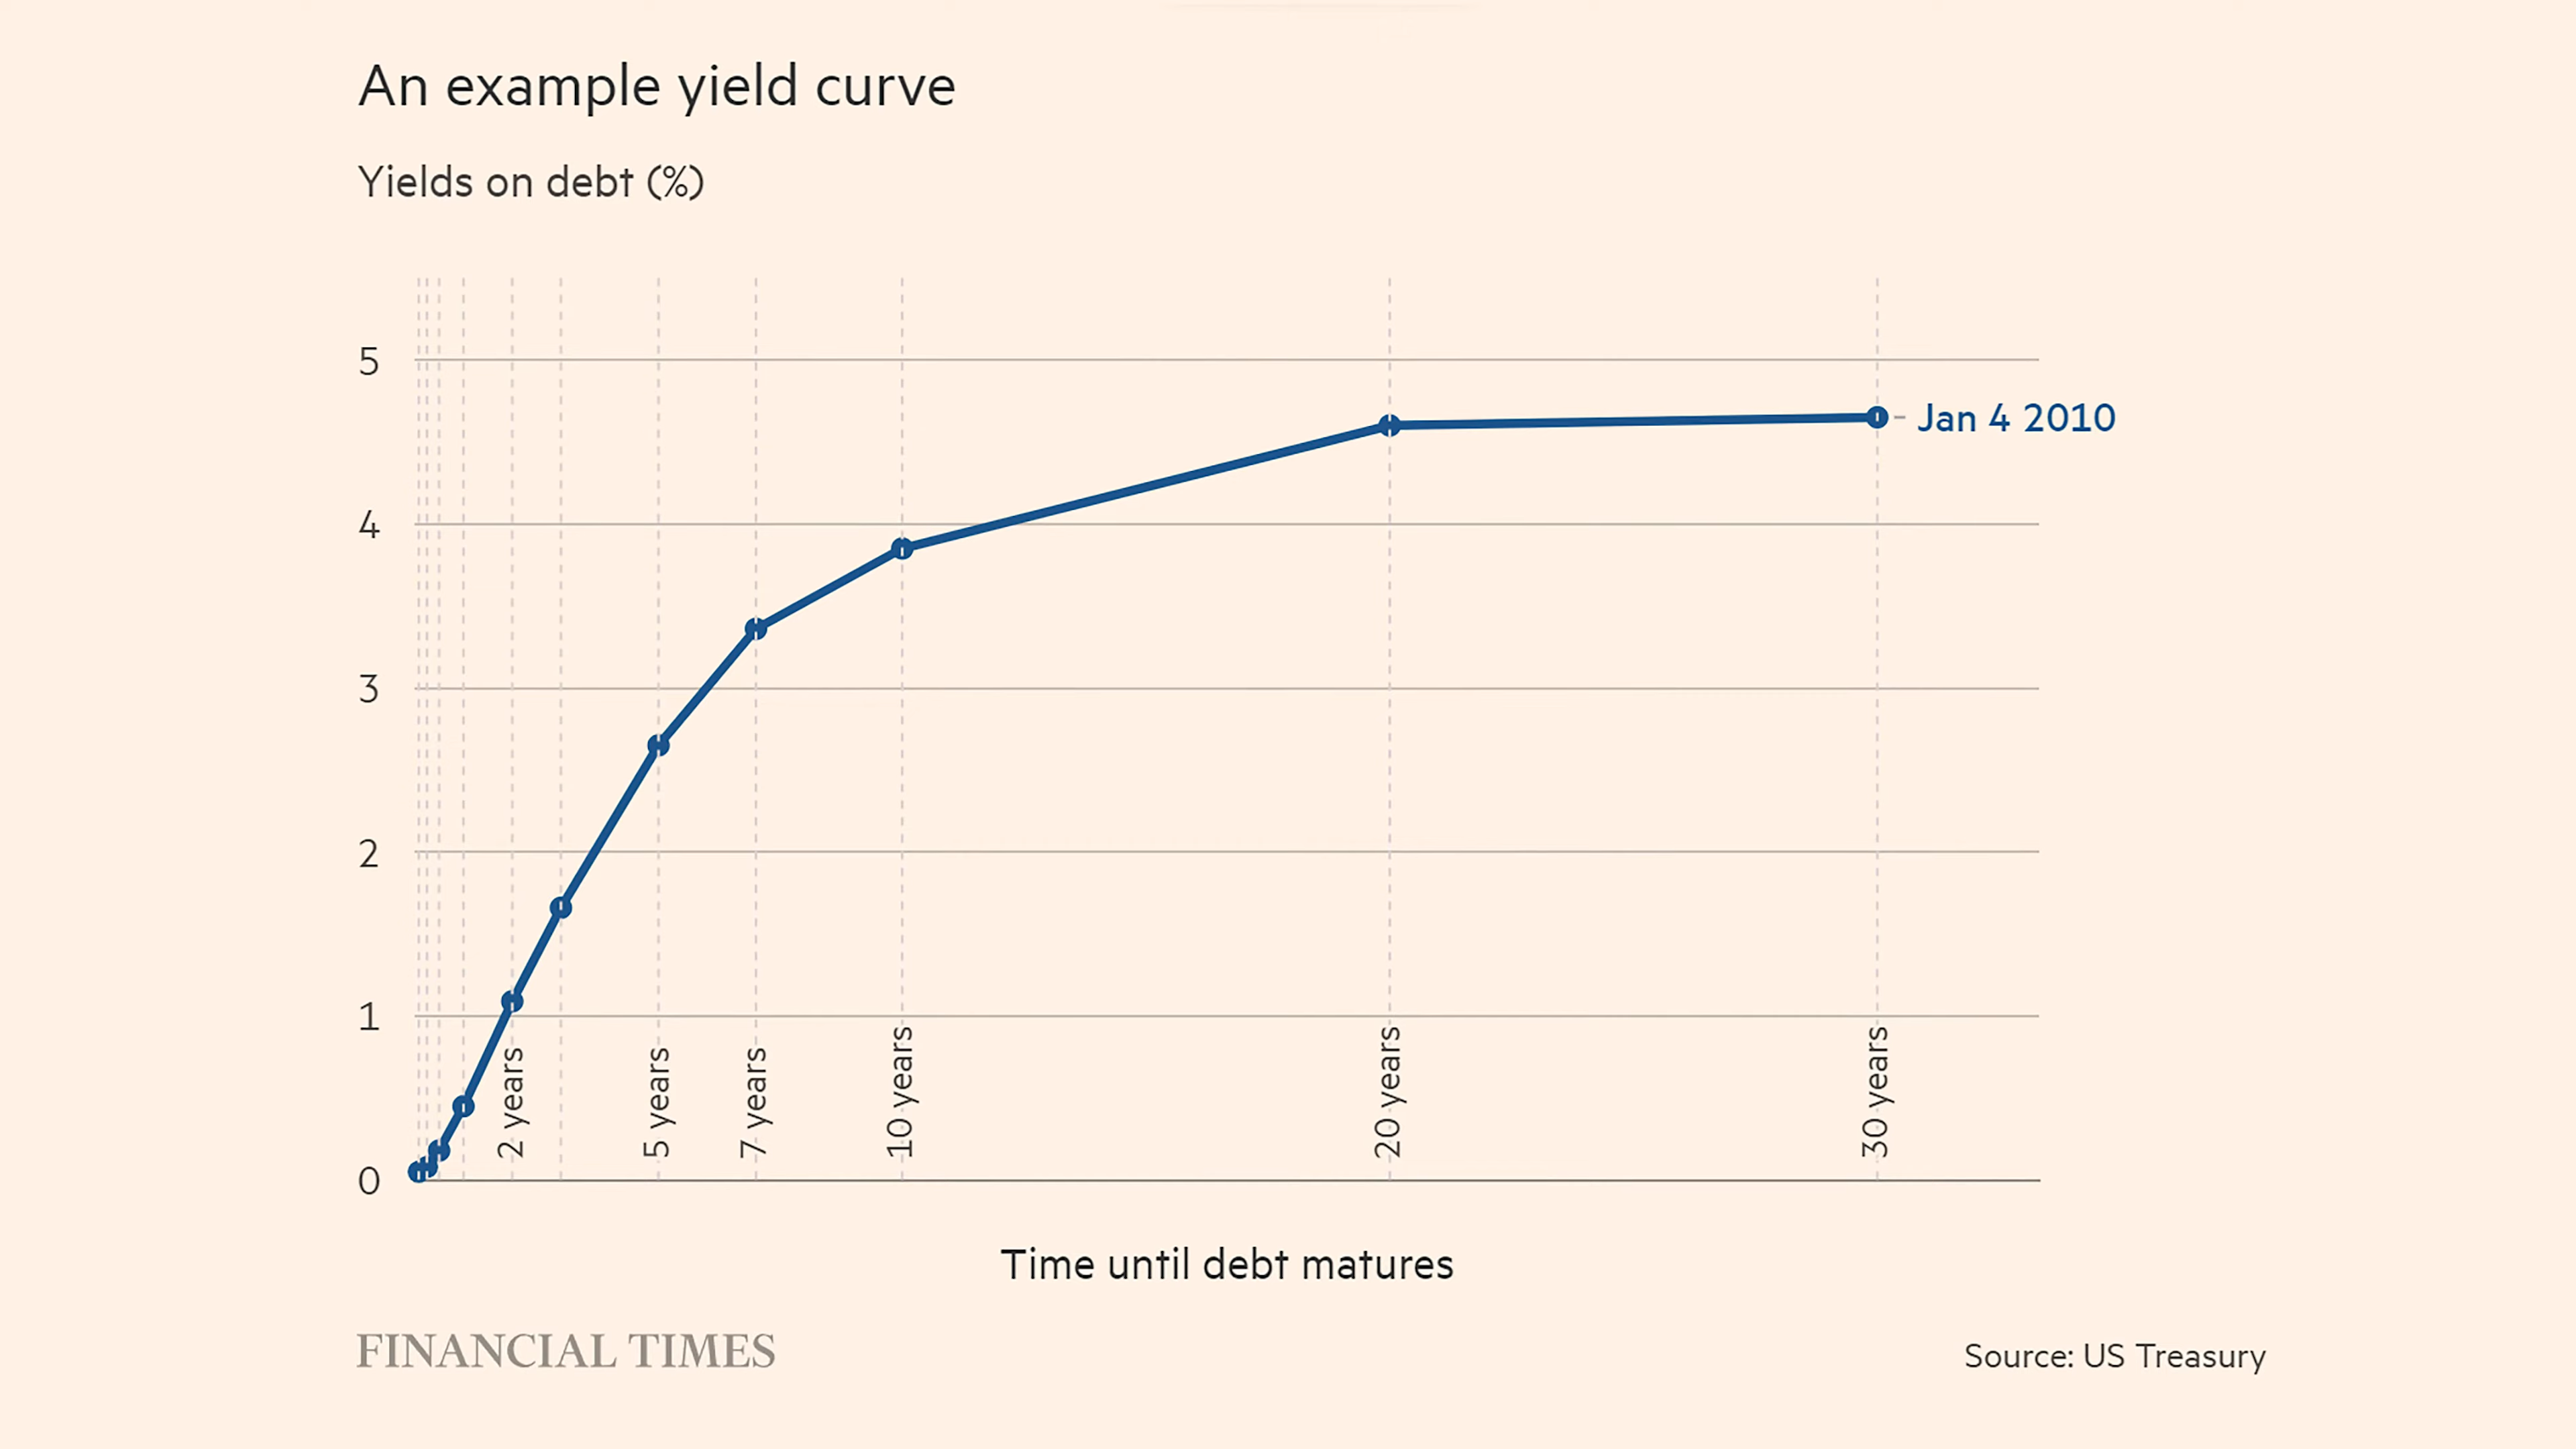 An example yield curve
Yields on debt (%)
5
4
3
2
1
0
Jan 4 2010
2 years
5 years
7 years
10 years
20 years
30 years
Time until debt matures
FINANCIAL TIMES
Source: US Treasury